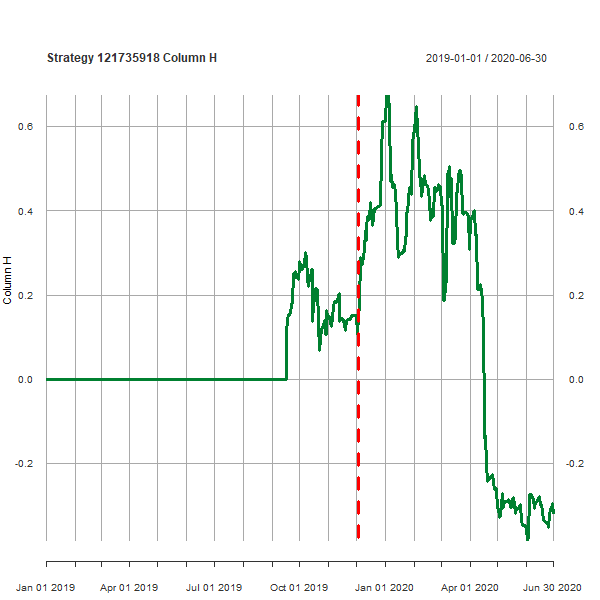 Strategy 121735918 Column H
2019-01-01 / 2020-06-30
0.6
0.6
0.4
0.4
0.2
0.2
0.0
0.0
-0.2
-0.2
Column H
Jan 01 2019
Apr 01 2019
Jul 01 2019
Oct 01 2019
Jan 01 2020
Apr 01 2020
Jun 30 2020